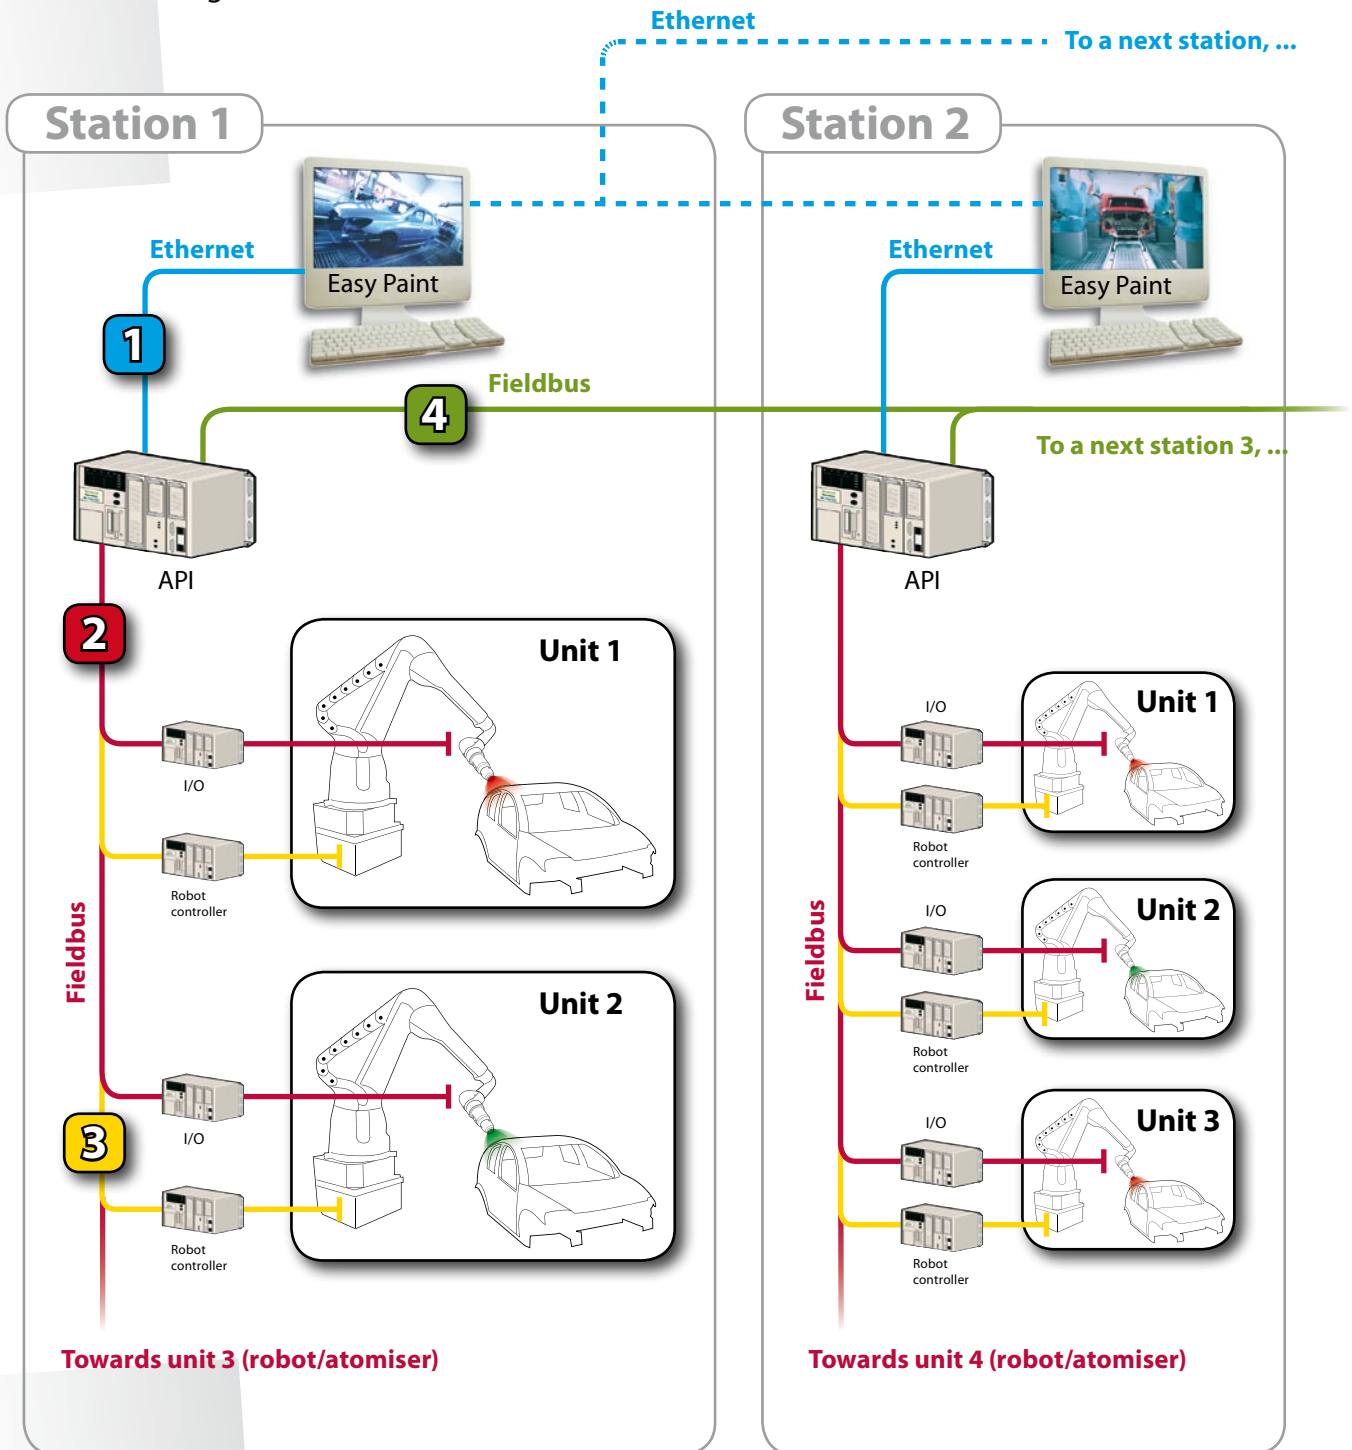 Ethernet
To a next station, ...
Station 1
Station 2
Ethernet
Easy Paint
Ethernet
Easy Paint
1
Fieldbus
4
To a next station 3, ...
API
API
2
Unit 1
I/O
Robot
controller
Fieldbus
Unit 2
I/O
3
Robot
controller
Towards unit 3 (robot/atomiser)
I/O
Unit 1
Robot
controller
I/O
Unit 2
Fieldbus
Robot
controller
I/O
Unit 3
Robot
controller
Towards unit 4 (robot/atomiser)